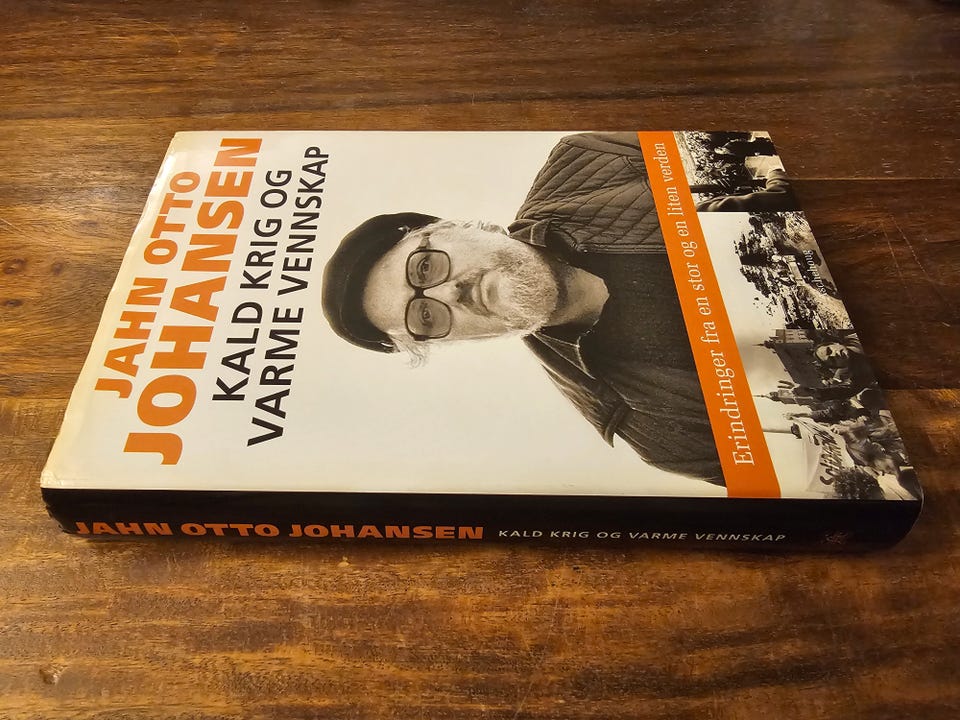 JAHN OTTO
JOHANSEN
KALD KRIG OG
VARME VENNSKAP
Erindringer fra en stor og en liten verden
JAHN OTTO JOHANSEN KALD KRIG OG VARME VENNSKAP